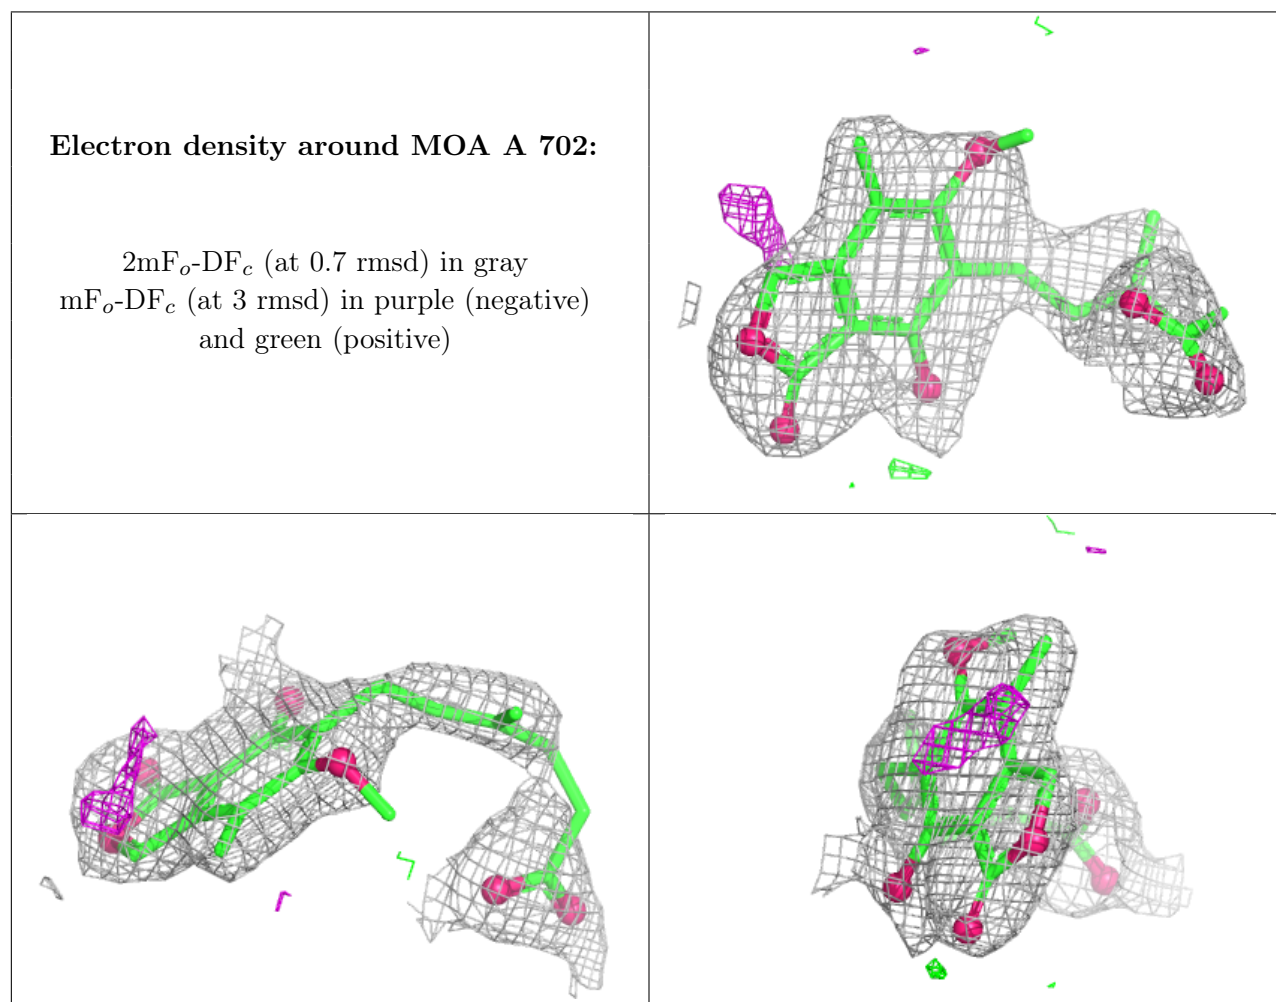 Electron density around MOA A 702:
2mFₒ-DF𝒸 (at 0.7 rmsd) in gray
mFₒ-DF𝒸 (at 3 rmsd) in purple (negative)
and green (positive)